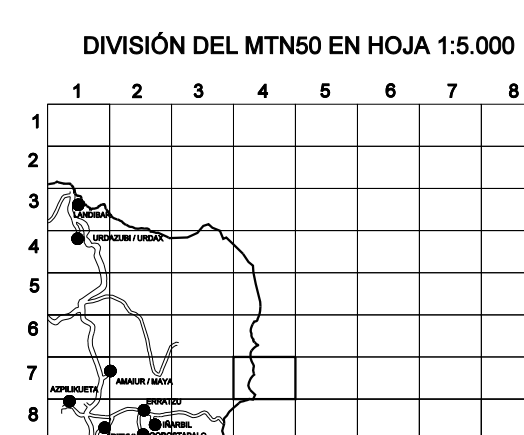 DIVISIÓN DEL MTN50 EN HOJA 1:5.000
1 2 3 4 5 6 7 8
1
2
3
LANDIBAR
4
URDAZUBI / URDAX
5
6
7
AMAIUR / MAYA
AZPILIKUETA
ERRATZU
8
IÑARBIL